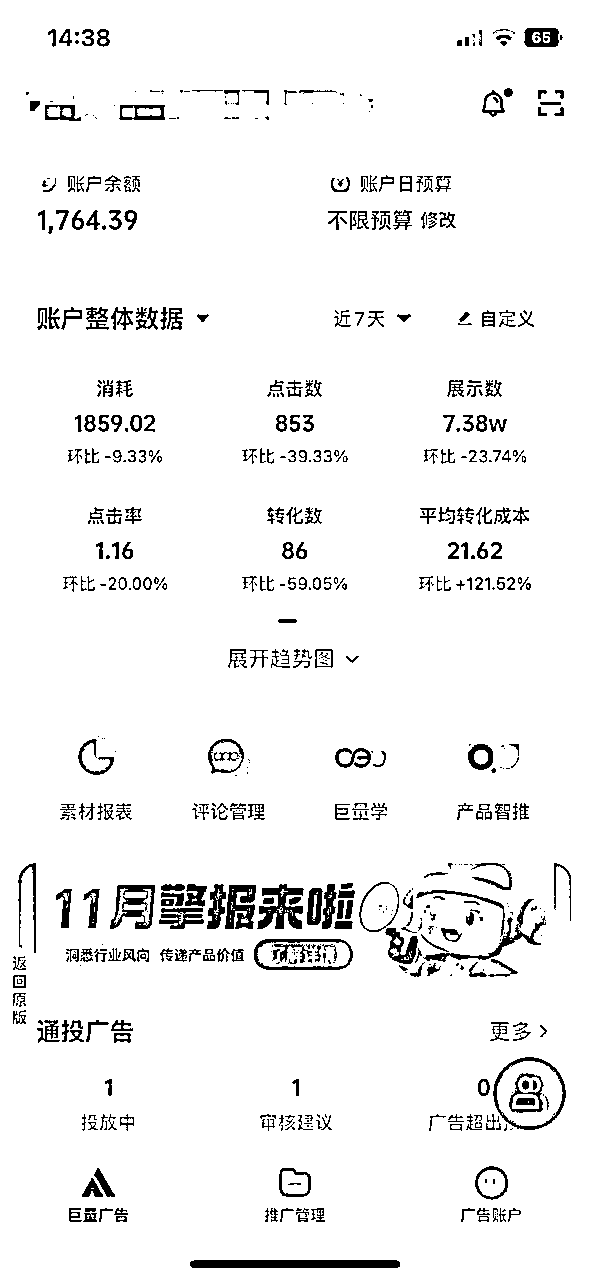 14:38
65
账户余额
账户日预算
1,764.39
不限预算 修改
账户整体数据
近7天
自定义
消耗
点击数
展示数
1859.02
853
7.38w
环比 -9.33%
环比 -39.33%
环比 -23.74%
点击率
转化数
平均转化成本
1.16
86
21.62
环比 -20.00%
环比 -59.05%
环比 +121.52%
展开趋势图
素材报表
评论管理
巨量学
产品智推
11月擎报来啦
洞悉行业风向 传递产品价值
了解详情
返回原版
通投广告
更多
1
1
0
投放中
审核建议
广告超出
巨量广告
推广管理
广告账户